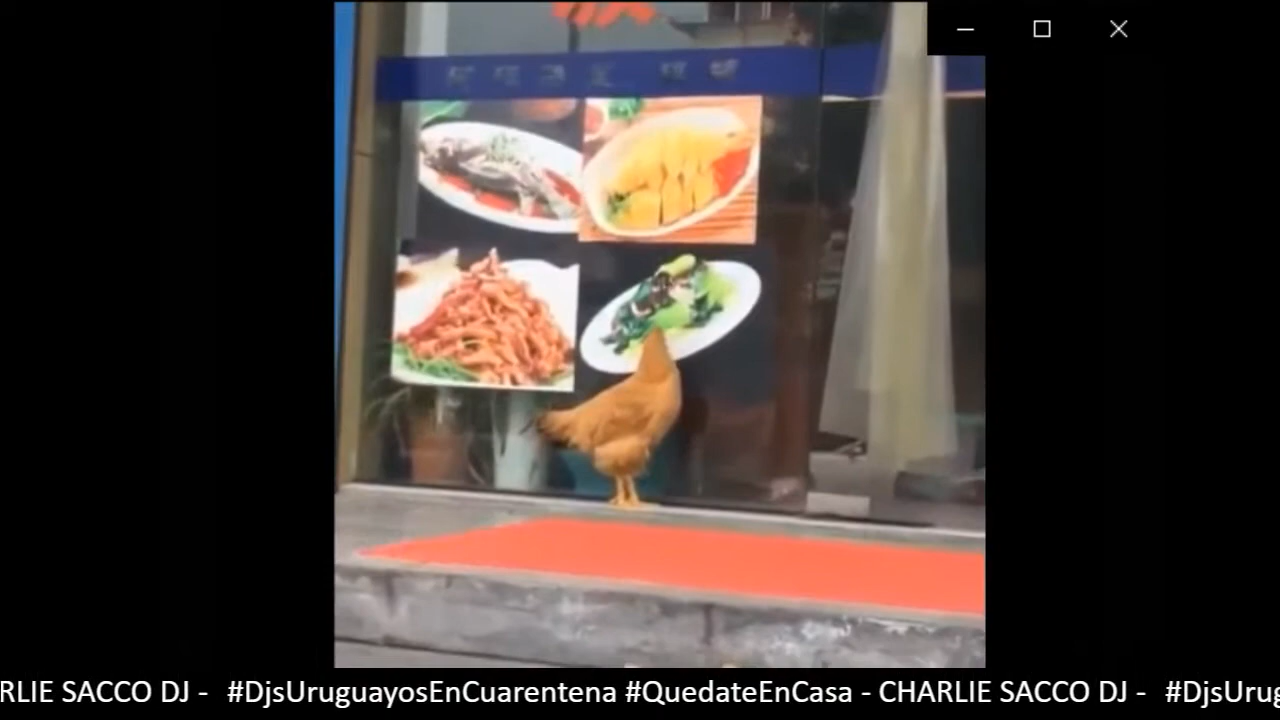 RLIE SACCO DJ - #DjsUruguayosEnCuarentena #QuedateEnCasa - CHARLIE SACCO DJ - #DjsUrug